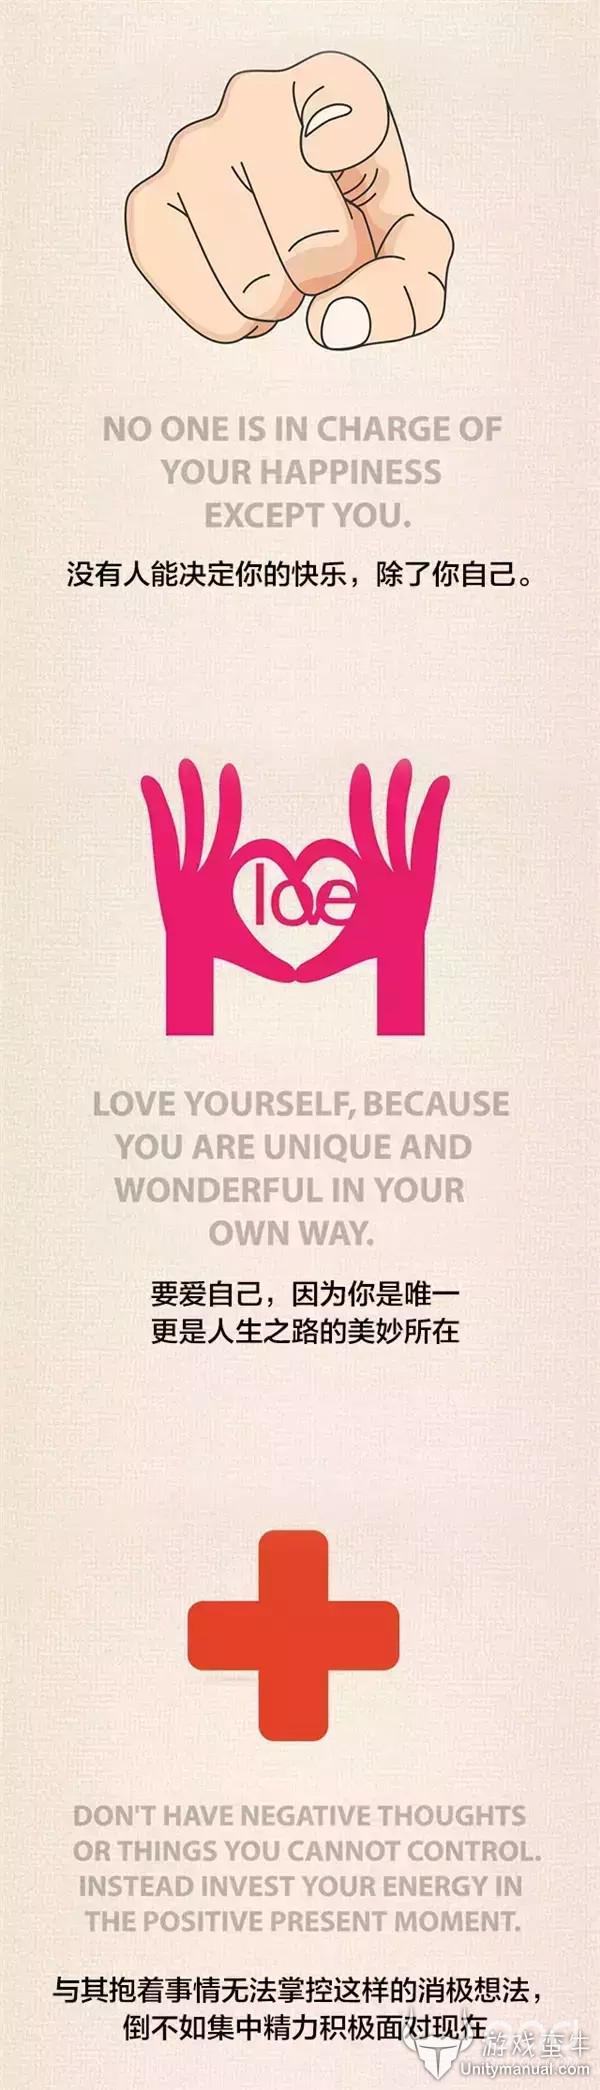 NO ONE IS IN CHARGE OF
YOUR HAPPINESS
EXCEPT YOU.
没有人能决定你的快乐，除了你自己。
love
LOVE YOURSELF, BECAUSE
YOU ARE UNIQUE AND
WONDERFUL IN YOUR
OWN WAY.
要爱自己，因为你是唯一
更是人生之路的美妙所在
DON'T HAVE NEGATIVE THOUGHTS
OR THINGS YOU CANNOT CONTROL.
INSTEAD INVEST YOUR ENERGY IN
THE POSITIVE PRESENT MOMENT.
与其抱着事情无法掌控这样的消极想法，
倒不如集中精力积极面对现在
游戏蛮牛
Unitymanual.com